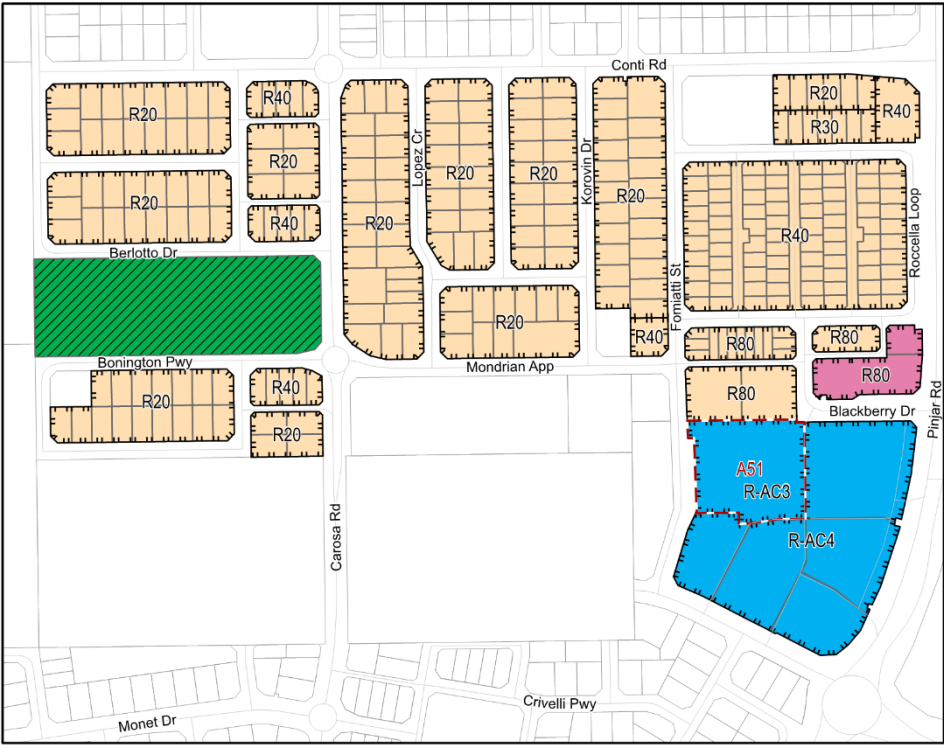 Conti Rd
R20
R40
R20
R30
R40
R20
Lopez Cr
R20
R20
Korovin Dr
R20
R20
R20
R40
R20
R40
Roccella Loop
Berlotto Dr
Fomiatti St
R20
R40
R80
R80
Bonington Pwy
Mondrian App
R80
R20
R40
R80
Blackberry Dr
Pinjar Rd
R20
A51
R-AC3
Carosa Rd
R-AC4
Crivelli Pwy
Monet Dr